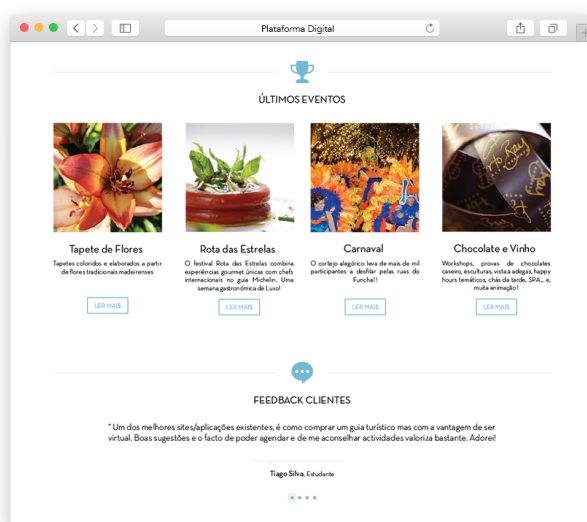 Plataforma Digital
ÚLTIMOS EVENTOS
Tapete de Flores
Tapetes coloridos e elaborados a partir
de flores tradicionais madeirenses
LER MAIS
Rota das Estrelas
O festival Rota das Estrelas combina
experiências gourmet únicas com chefs
internacionais no guia Michelin. Uma
semana gastronómica de Luxo!
LER MAIS
Carnaval
O cortejo alegórico leva de mais de mil
participantes a desfilar pelas ruas do
Funchal!
LER MAIS
Chocolate e Vinho
Workshops, provas de chocolates
caseiro, esculturas, vistas a adegas, happy
hours temáticos, chás da tarde, SPA... e,
muita animação!
LER MAIS
FEEDBACK CLIENTES
" Um dos melhores sites/aplicações existentes, é como comprar um guia turístico mas com a vantagem de ser
virtual. Boas sugestões e o facto de poder agendar e de me aconselhar actividades valoriza bastante. Adorei!
Tiago Silva, Estudante